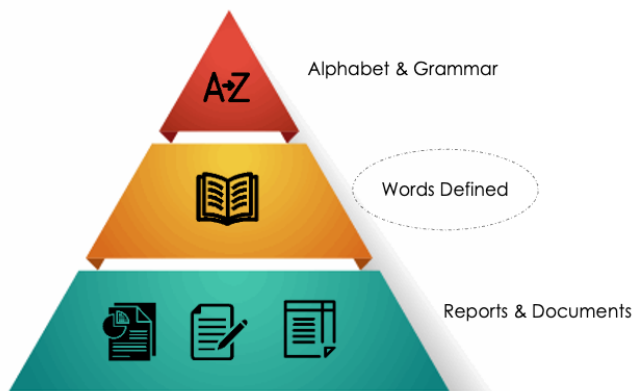 A→Z
Alphabet & Grammar
Words Defined
Reports & Documents